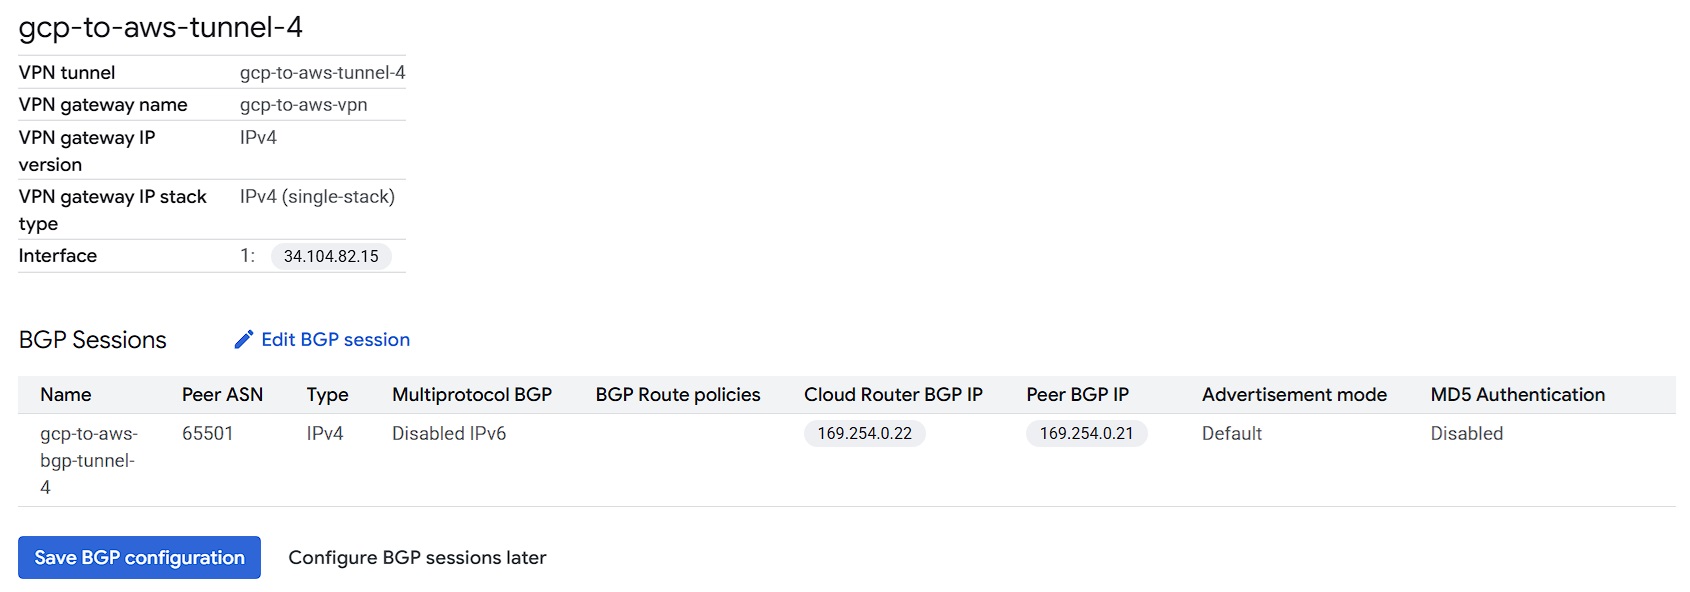 gcp-to-aws-tunnel-4
VPN tunnel gcp-to-aws-tunnel-4
VPN gateway name gcp-to-aws-vpn
VPN gateway IP version IPv4
VPN gateway IP stack type IPv4 (single-stack)
Interface 1: 34.104.82.15
BGP Sessions Edit BGP session
Name Peer ASN Type Multiprotocol BGP BGP Route policies Cloud Router BGP IP Peer BGP IP Advertisement mode MD5 Authentication
gcp-to-aws- 65501 IPv4 Disabled IPv6 169.254.0.22 169.254.0.21 Default Disabled
bgp-tunnel-
4
Save BGP configuration Configure BGP sessions later